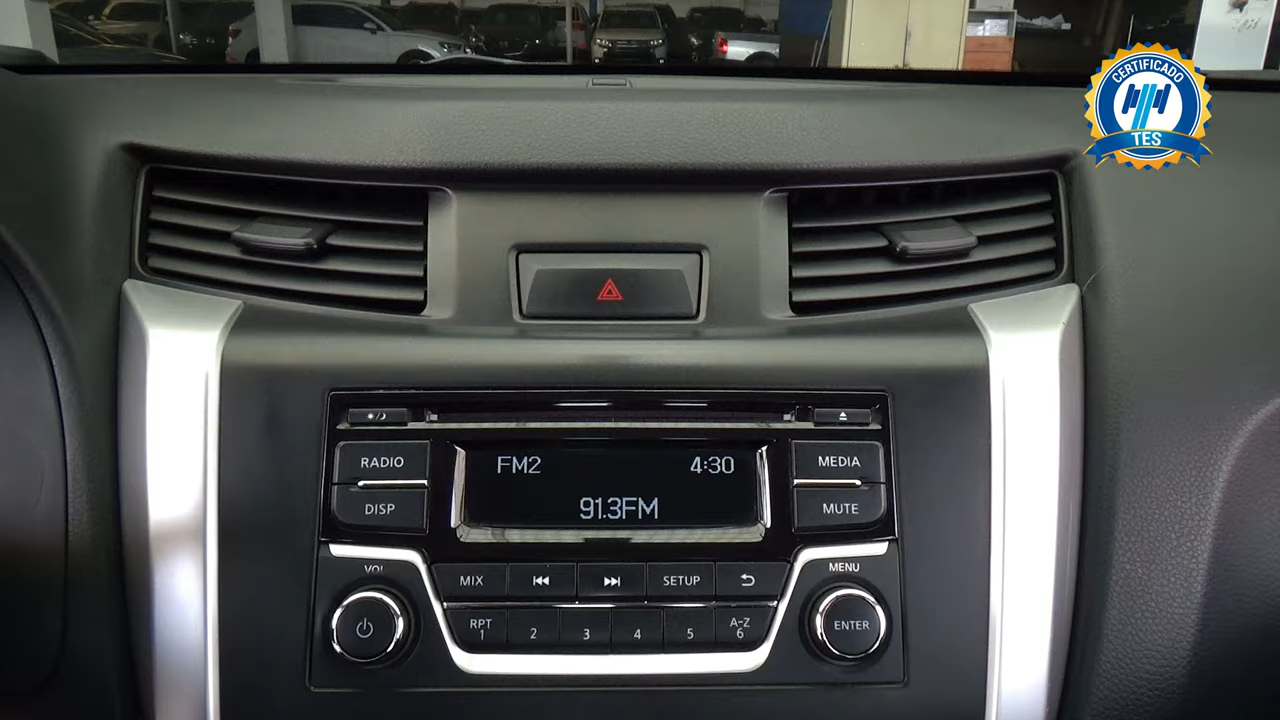 CERTIFICADO
TES
RADIO
MEDIA
FM2 4:30
DISP
MUTE
91.3FM
VOL
MENU
MIX
SETUP
RPT
1
2
3
4
5
A-Z
6
ENTER